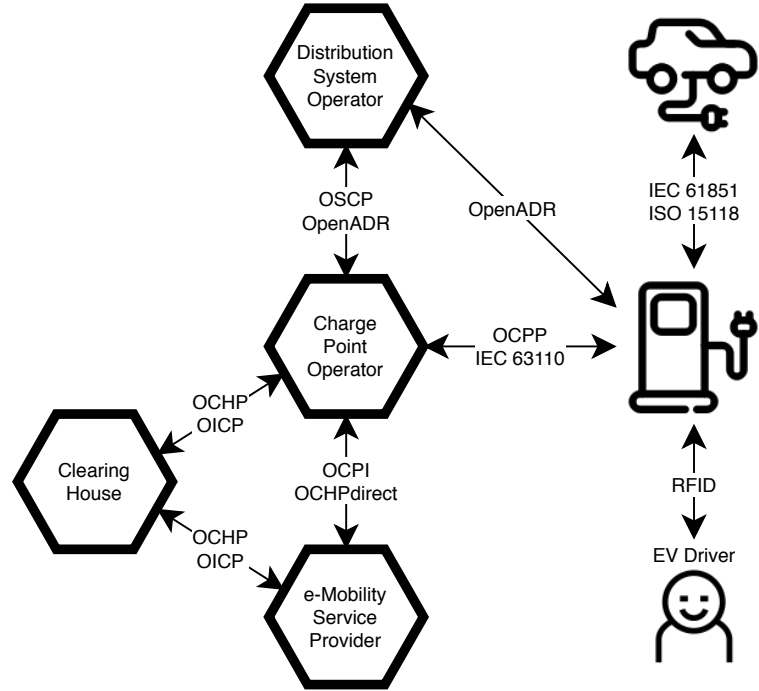 Distribution
System
Operator
OSCP
OpenADR
OpenADR
IEC 61851
ISO 15118
Charge
Point
Operator
OCPP
IEC 63110
OCHP
OICP
Clearing
House
OCPI
OCHPdirect
RFID
OCHP
OICP
EV Driver
e-Mobility
Service
Provider